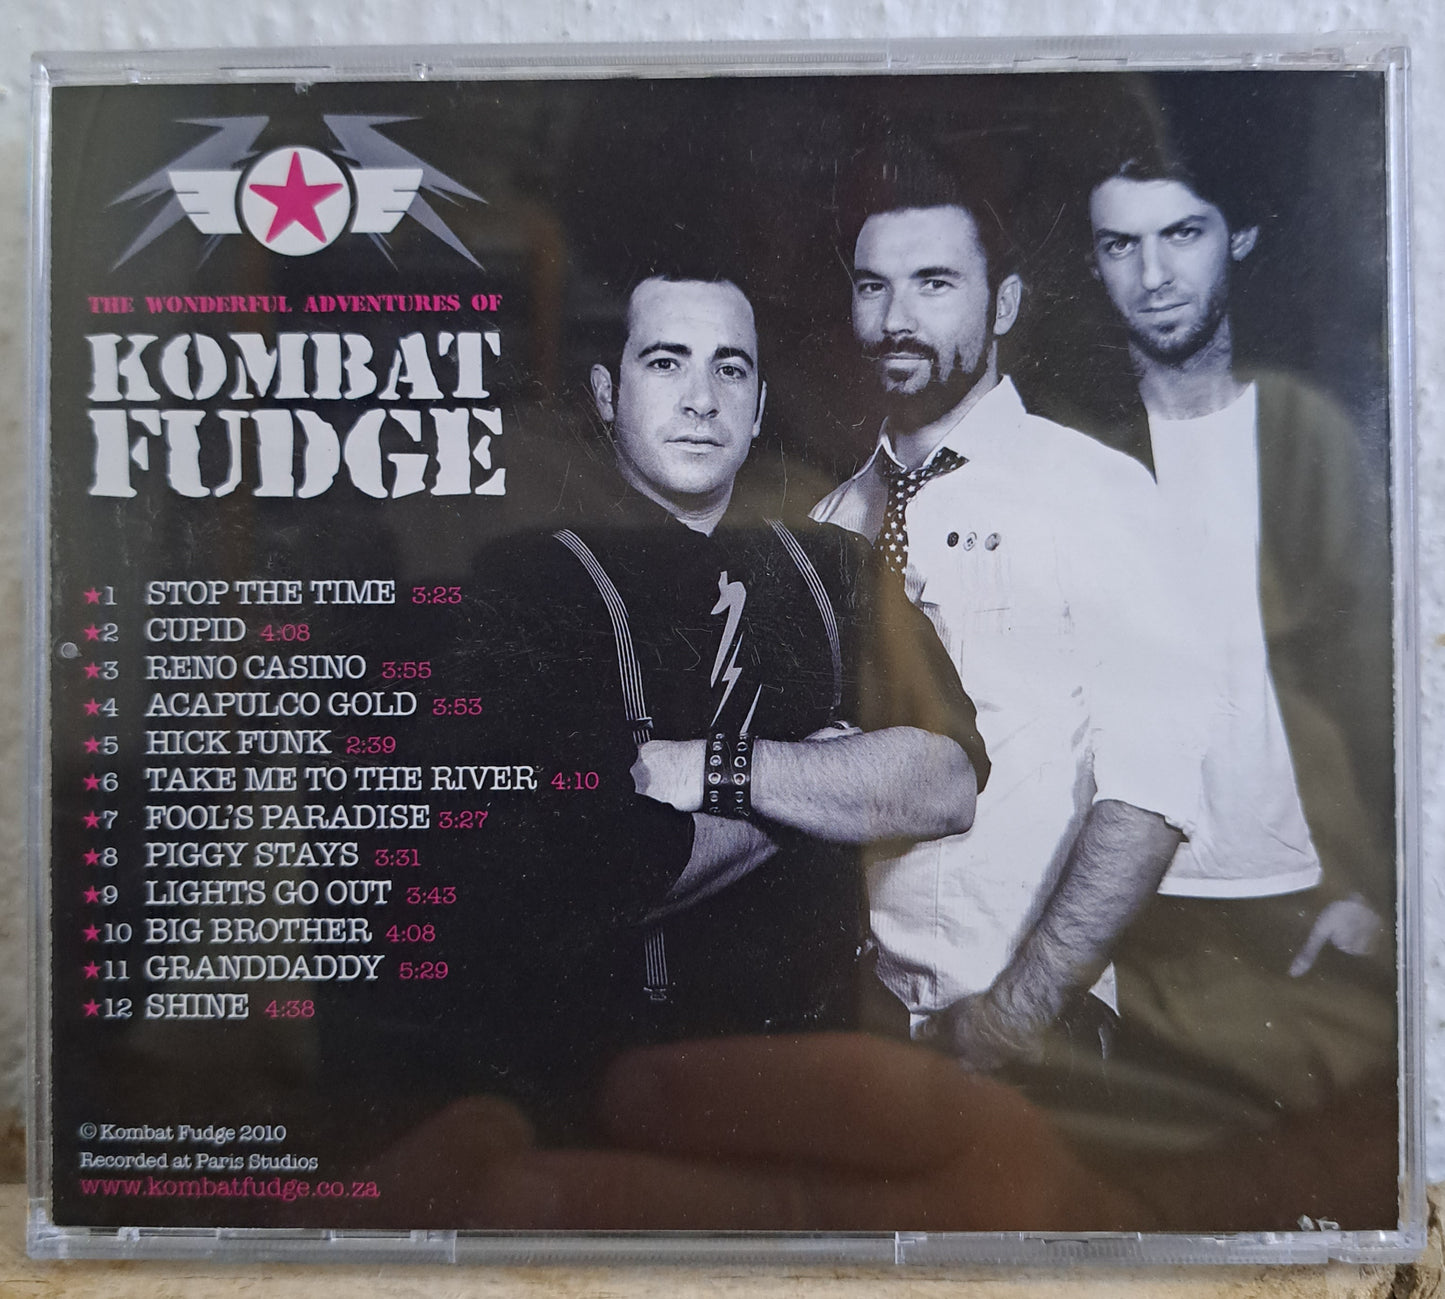 THE WONDERFUL ADVENTURES OF
KOMBAT
FUDGE
★1 STOP THE TIME 3:23
★2 CUPID 4:08
★3 RENO CASINO 3:55
★4 ACAPULCO GOLD 3:53
★5 HICK FUNK 2:39
★6 TAKE ME TO THE RIVER 4:10
★7 FOOL'S PARADISE 3:27
★8 PIGGY STAYS 3:31
★9 LIGHTS GO OUT 3:43
★10 BIG BROTHER 4:08
★11 GRANDDADDY 5:29
★12 SHINE 4:38
© Kombat Fudge 2010
Recorded at Paris Studios
www.kombatfudge.co.za